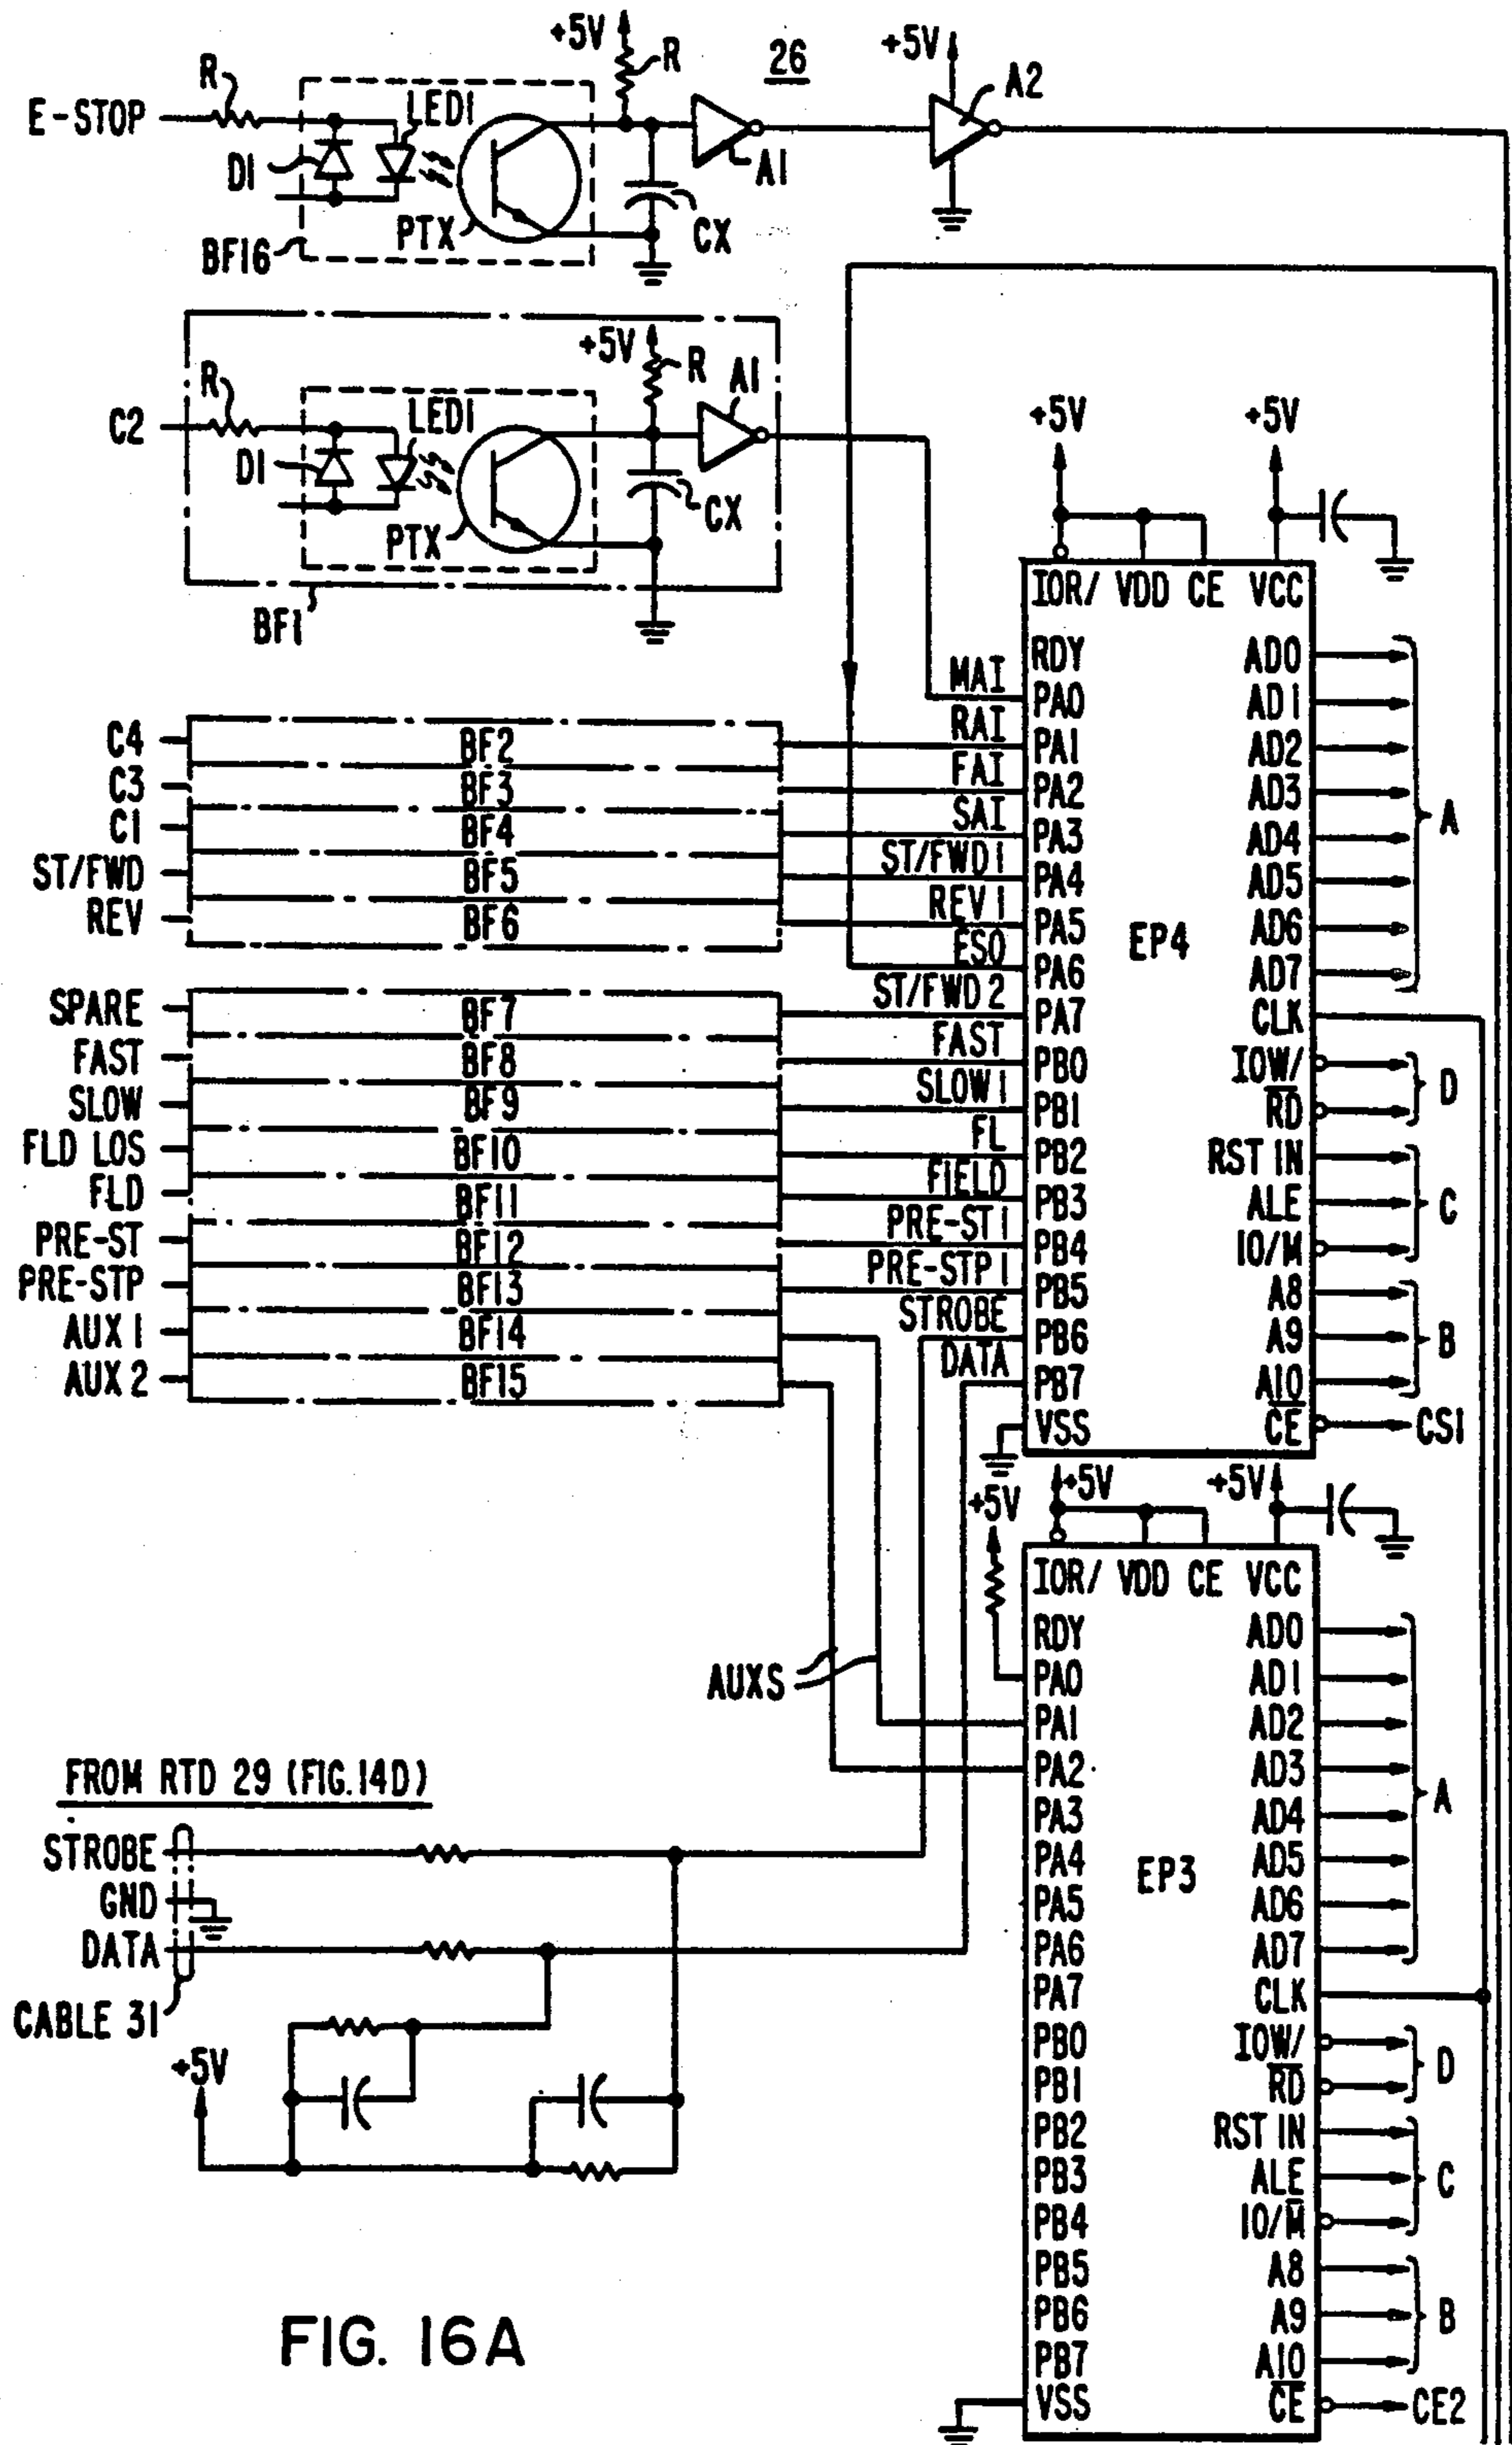 +5V
R
26
+5V
A2
R
E-STOP
LED1
D1
A1
PTX
CX
BF16
+5V
R
A1
R
C2
LED1
D1
CX
PTX
BF1
+5V
+5V
IOR/ VDD CE VCC
RDY
MAI
PA0
RAI
PA1
FAI
PA2
SAI
PA3
ST/FWD1
PA4
REV1
PA5
ESO
PA6
ST/FWD2
PA7
FAST
PB0
SLOW1
PB1
FL
PB2
FIELD
PB3
PRE-ST1
PB4
PRE-STP1
PB5
STROBE
PB6
DATA
PB7
VSS
EP4
AD0
AD1
AD2
AD3
AD4
AD5
AD6
AD7
A
CLK
IOW/
RD
D
RST IN
ALE
IO/M
C
A8
A9
A10
B
CE
CS1
C4
BF2
C3
BF3
C1
BF4
ST/FWD
BF5
REV
BF6
SPARE
BF7
FAST
BF8
SLOW
BF9
FLD LOS
BF10
FLD
BF11
PRE-ST
BF12
PRE-STP
BF13
AUX 1
BF14
AUX 2
BF15
+5V
+5V
+5V
IOR/ VDD CE VCC
RDY
PA0
PA1
PA2
PA3
PA4
PA5
PA6
PA7
PB0
PB1
PB2
PB3
PB4
PB5
PB6
PB7
VSS
EP3
AD0
AD1
AD2
AD3
AD4
AD5
AD6
AD7
A
CLK
IOW/
RD
D
RST IN
ALE
IO/M
C
A8
A9
A10
B
CE
CE2
AUXS
FROM RTD 29 (FIG.14D)
STROBE
GND
DATA
CABLE 31
+5V
FIG. 16A